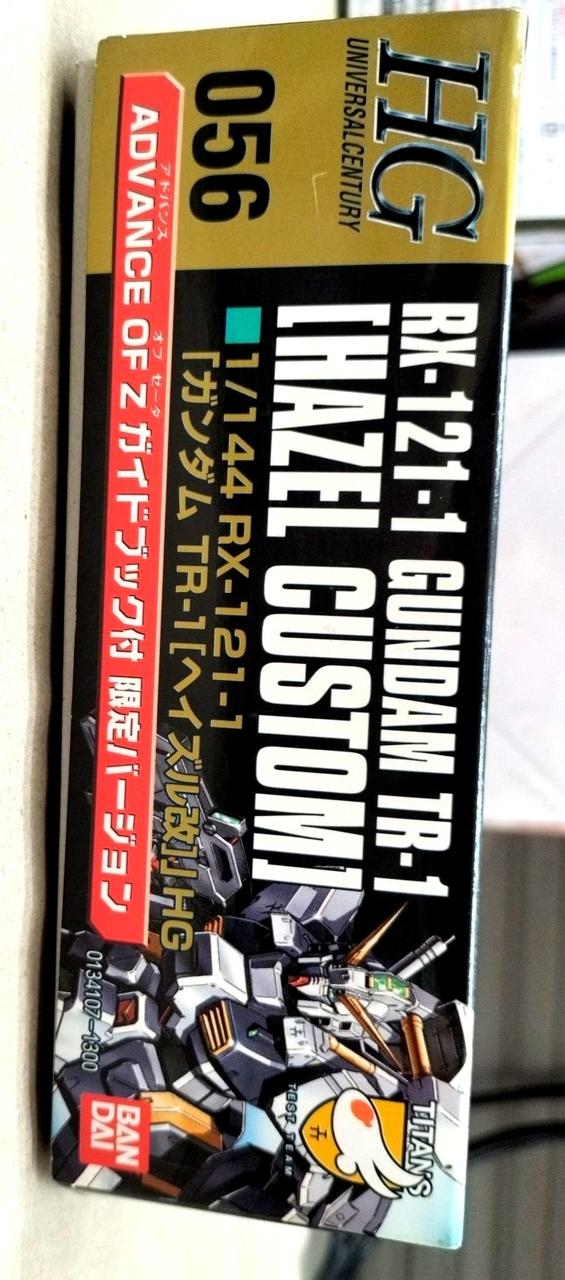 HG
UNIVERSAL CENTURY
056
RX-121-1 GUNDAM TR-1
[HAZEL CUSTOM]
1/144 RX-121-1
「ガンダム TR-1 [ヘイズル改]」HG
アドバンス オブ ゼータ
ADVANCE OF Z ガイドブック付 限定バージョン
0134107-1300
TITANS
TEST TEAM
BAN
DAI